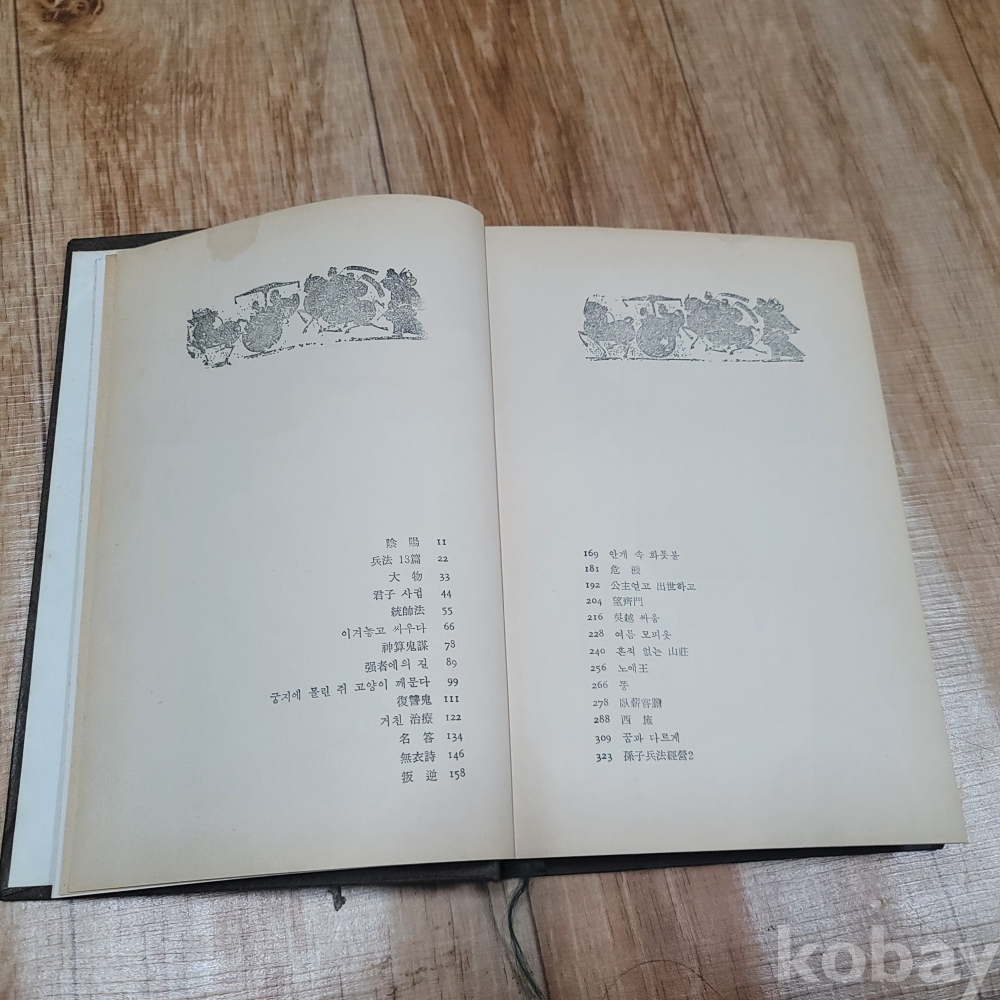 陰陽 11
兵法 13篇 22
大物 33
君子 사귐 44
統帥法 55
이겨놓고 싸우다 66
神算鬼謀 78
强者에의 길 89
궁지에 몰린 쥐 고양이 깨문다 99
復讐鬼 111
거친 治療 122
名答 134
無衣詩 146
叛逆 158
169 안개 속 화톳불
181 危機
192 公主얻고 出世하고
204 望齊門
216 吳越 싸움
228 여름 모피옷
240 흔적 없는 山莊
256 노예王
266 똥
278 臥薪嘗膽
288 西施
309 꿈과 다르게
323 孫子兵法經營2
kobay